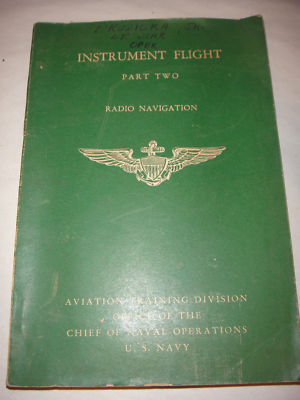 INSTRUMENT FLIGHT
PART TWO
RADIO NAVIGATION
AVIATION TRAINING DIVISION
OFFICE OF THE
CHIEF OF NAVAL OPERATIONS
U. S. NAVY